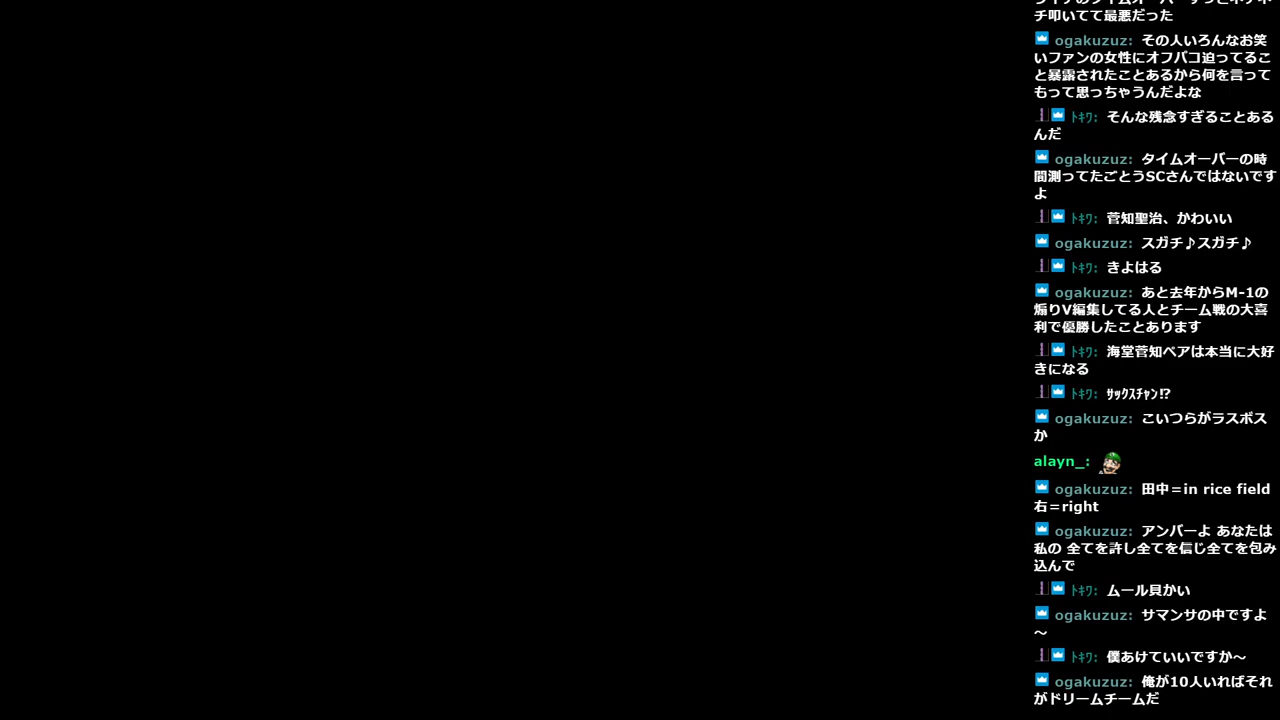 チ叩いてて最悪だった
ogakuzuz: その人いろんなお笑
いファンの女性にオフパコ迫ってるこ
と暴露されたことあるから何を言って
もって思っちゃうんだよな
ﾄｷﾜ: そんな残念すぎることある
んだ
ogakuzuz: タイムオーバーの時
間測ってたごとうSCさんではないです
よ
ﾄｷﾜ: 菅知聖治、かわいい
ogakuzuz: スガチ♪スガチ♪
ﾄｷﾜ: きよはる
ogakuzuz: あと去年からM-1の
煽りV編集してる人とチーム戦の大喜
利で優勝したことあります
ﾄｷﾜ: 海堂菅知ペアは本当に大好
きになる
ﾄｷﾜ: ｻｯｸｽﾁｬﾝ⁉
ogakuzuz: こいつらがラスボス
か
alayn_:
ogakuzuz: 田中＝in rice field
右＝right
ogakuzuz: アンバーよ あなたは
私の 全てを許し全てを信じ全てを包み
込んで
ﾄｷﾜ: ムール貝かい
ogakuzuz: サマンサの中ですよ
～
ﾄｷﾜ: 僕あけていいですか～
ogakuzuz: 俺が10人いればそれ
がドリームチームだ